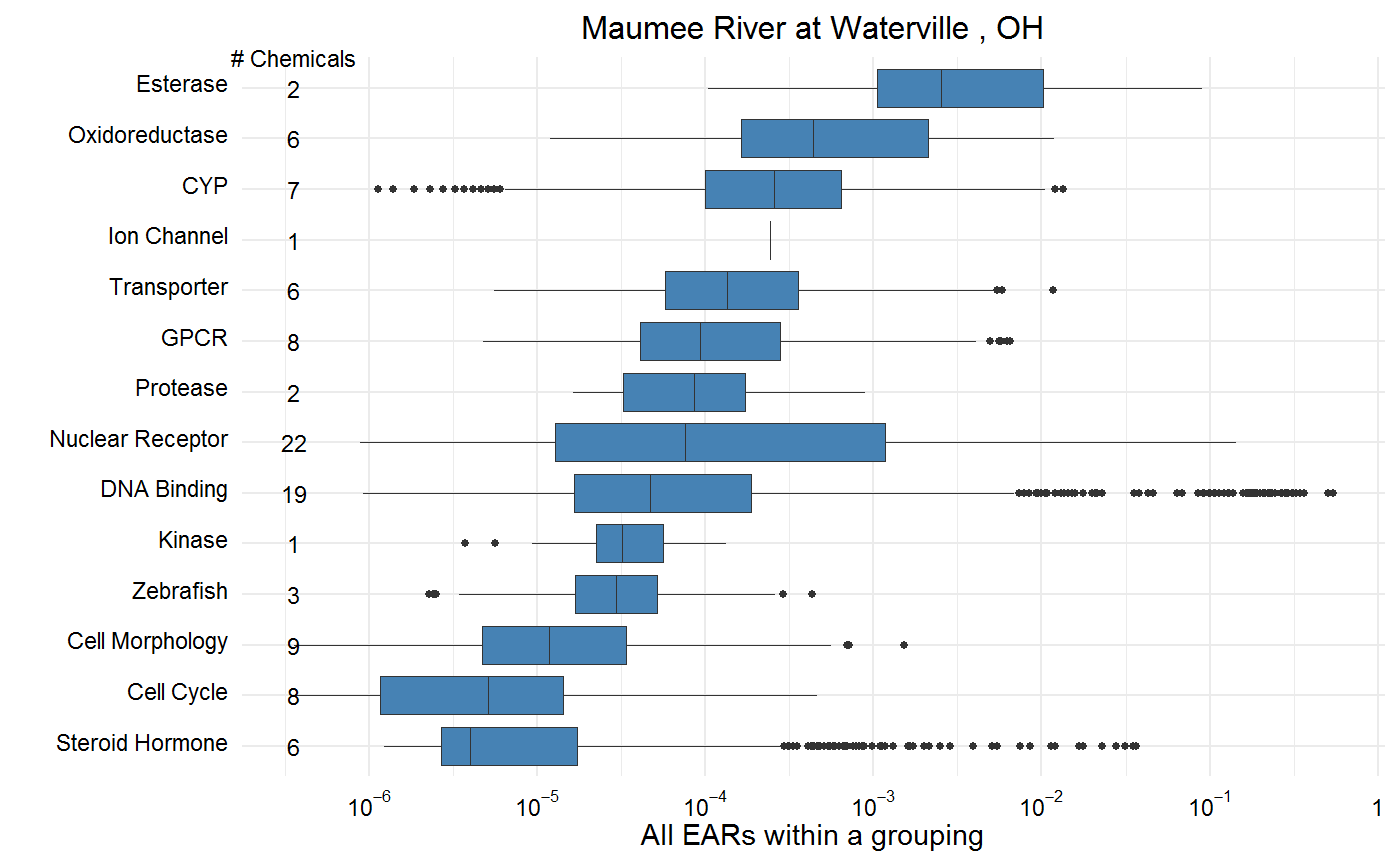 Maumee River at Waterville , OH
# Chemicals
Esterase 2
Oxidoreductase 6
CYP 7
Ion Channel 1
Transporter 6
GPCR 8
Protease 2
Nuclear Receptor 22
DNA Binding 19
Kinase 1
Zebrafish 3
Cell Morphology 9
Cell Cycle 8
Steroid Hormone 6
10⁻⁶ 10⁻⁵ 10⁻⁴ 10⁻³ 10⁻² 10⁻¹ 1
All EARs within a grouping